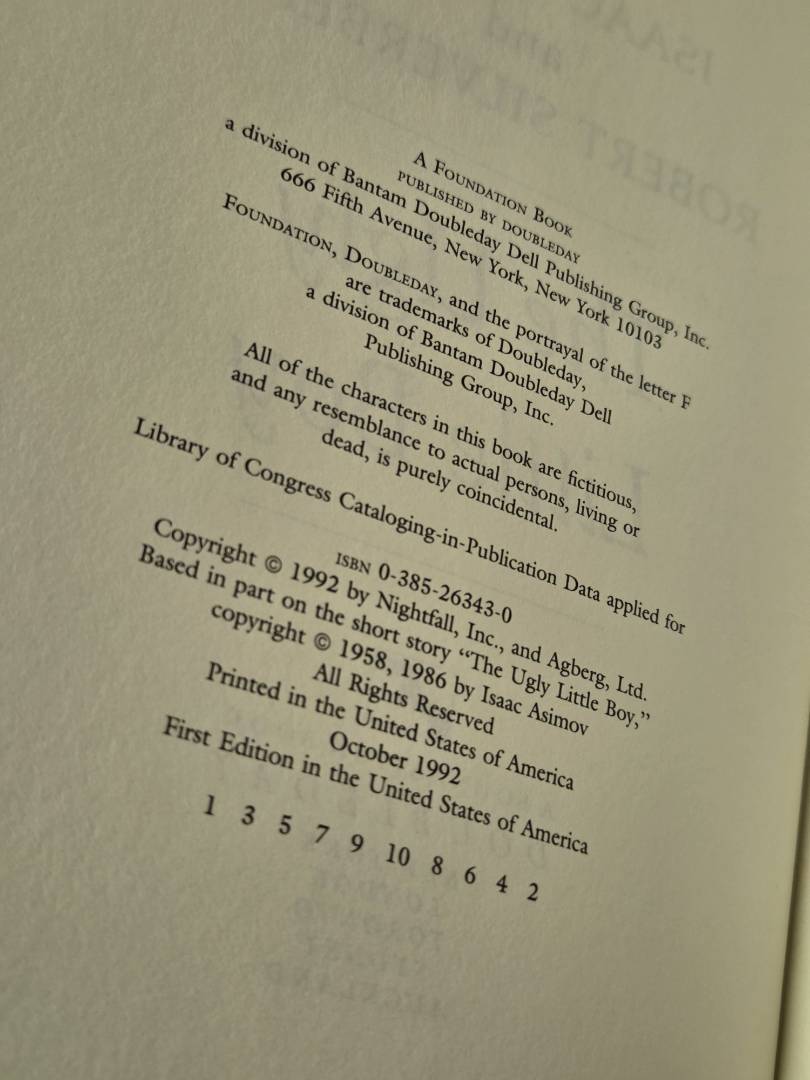 A FOUNDATION BOOK
PUBLISHED BY DOUBLEDAY
a division of Bantam Doubleday Dell Publishing Group, Inc.
666 Fifth Avenue, New York, New York 10103
FOUNDATION, DOUBLEDAY, and the portrayal of the letter F
are trademarks of Doubleday,
a division of Bantam Doubleday Dell
Publishing Group, Inc.
All of the characters in this book are fictitious,
and any resemblance to actual persons, living or
dead, is purely coincidental.
Library of Congress Cataloging-in-Publication Data applied for
ISBN 0-385-26343-0
Copyright © 1992 by Nightfall, Inc., and Agberg, Ltd.
Based in part on the short story “The Ugly Little Boy,”
copyright © 1958, 1986 by Isaac Asimov
All Rights Reserved
Printed in the United States of America
October 1992
First Edition in the United States of America
1 3 5 7 9 10 8 6 4 2